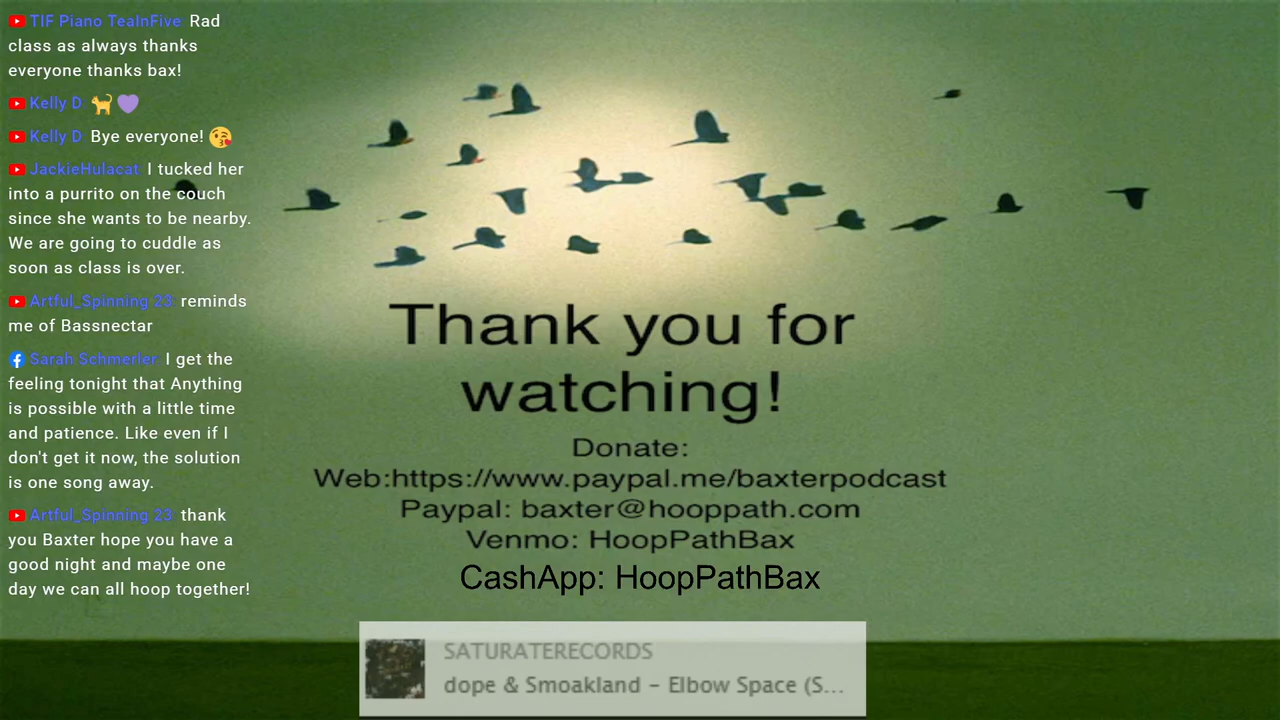 TIF Piano TeaInFive Rad
class as always thanks
everyone thanks bax!
Kelly D 🐈💜
Kelly D Bye everyone! 😘
JackieHulacat I tucked her
into a purrito on the couch
since she wants to be nearby.
We are going to cuddle as
soon as class is over.
Artful_Spinning 23 reminds
me of Bassnectar
Sarah Schmerler I get the
feeling tonight that Anything
is possible with a little time
and patience. Like even if I
don't get it now, the solution
is one song away.
Artful_Spinning 23 thank
you Baxter hope you have a
good night and maybe one
day we can all hoop together!
Thank you for
watching!
Donate:
Web:https://www.paypal.me/baxterpodcast
Paypal: baxter@hooppath.com
Venmo: HoopPathBax
CashApp: HoopPathBax
SATURATERECORDS
dope & Smoakland – Elbow Space (S...